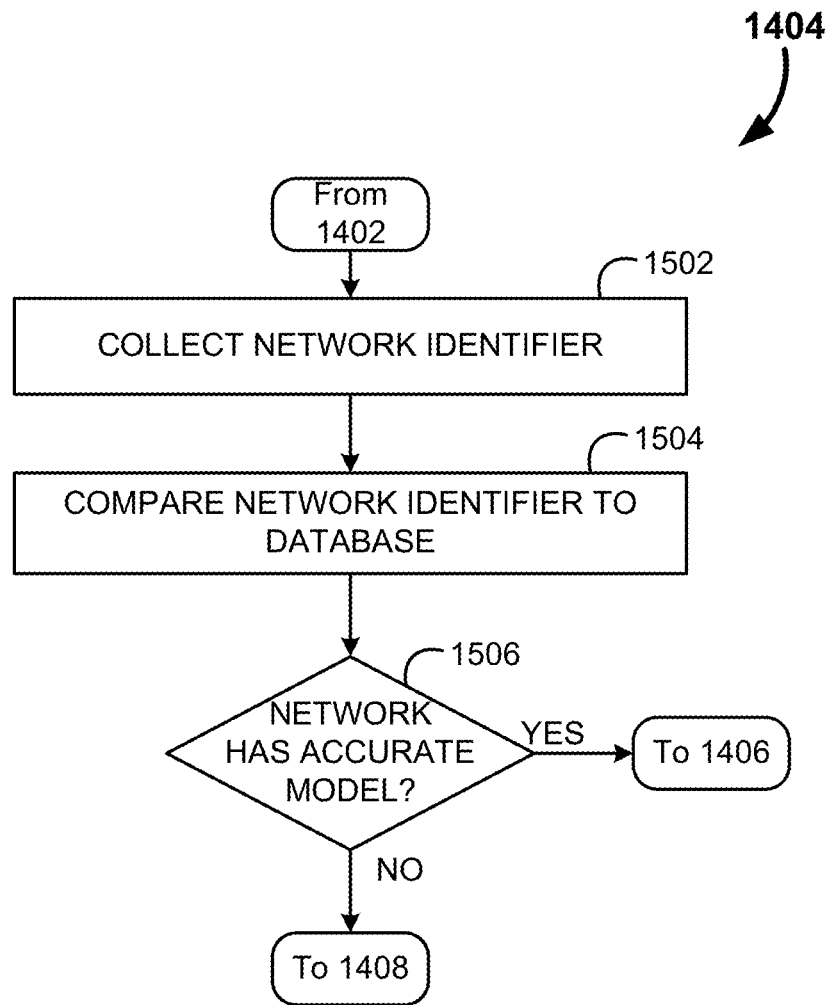 1404
From
1402
1502
COLLECT NETWORK IDENTIFIER
1504
COMPARE NETWORK IDENTIFIER TO
DATABASE
1506
NETWORK
HAS ACCURATE
MODEL?
YES
To 1406
NO
To 1408